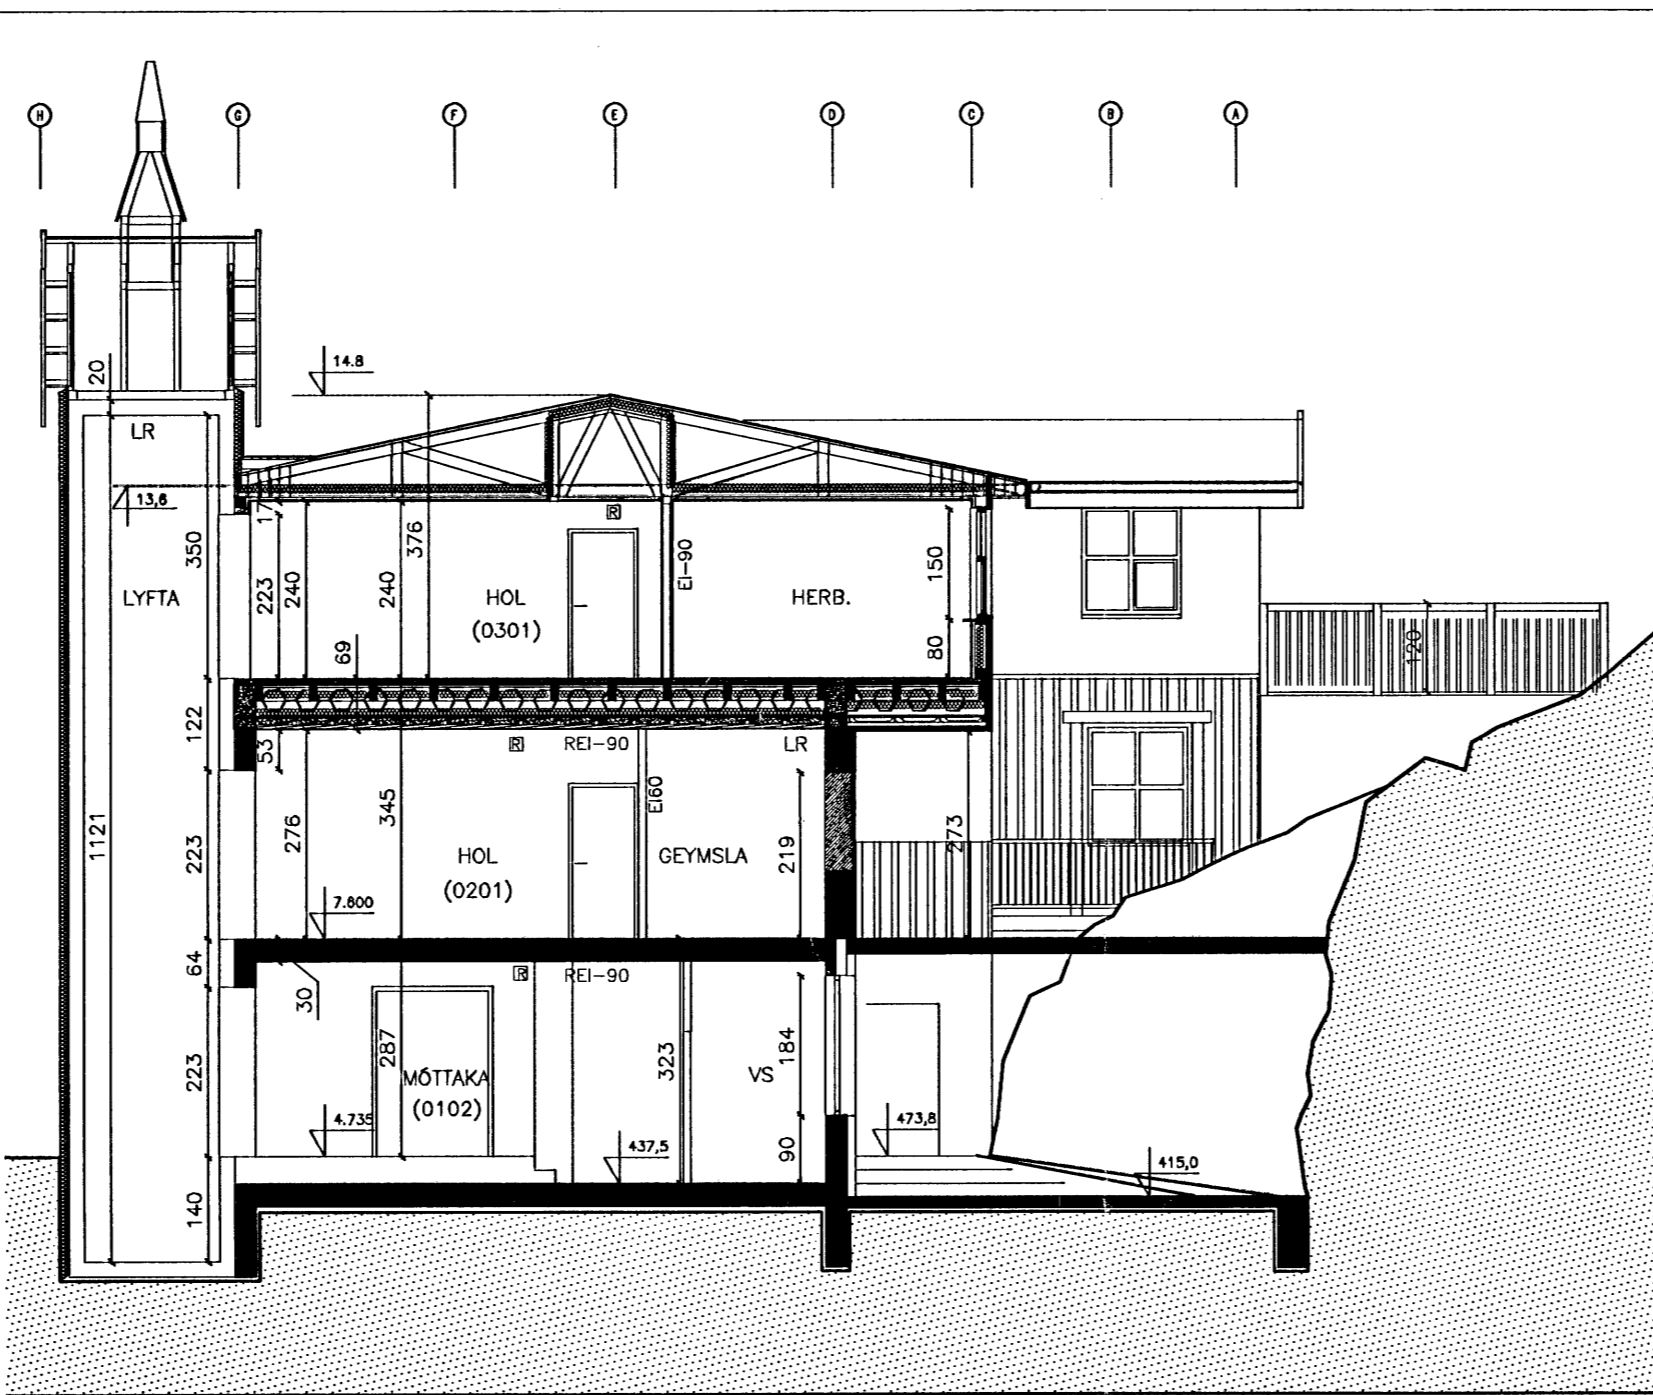 H G F E D C B A
20
14.8
LR
13,6
17
350
376
R
EI-90
150
LYFTA
223
240
240
HOL
(0301)
HERB.
120
69
80
122
53
R
REI-90
LR
EI60
1121
276
345
273
223
HOL
(0201)
GEYMSLA
219
7.600
64
30
R
REI-90
287
323
184
223
MÓTTAKA
(0102)
VS
4.735
437,5
473,8
90
415,0
140